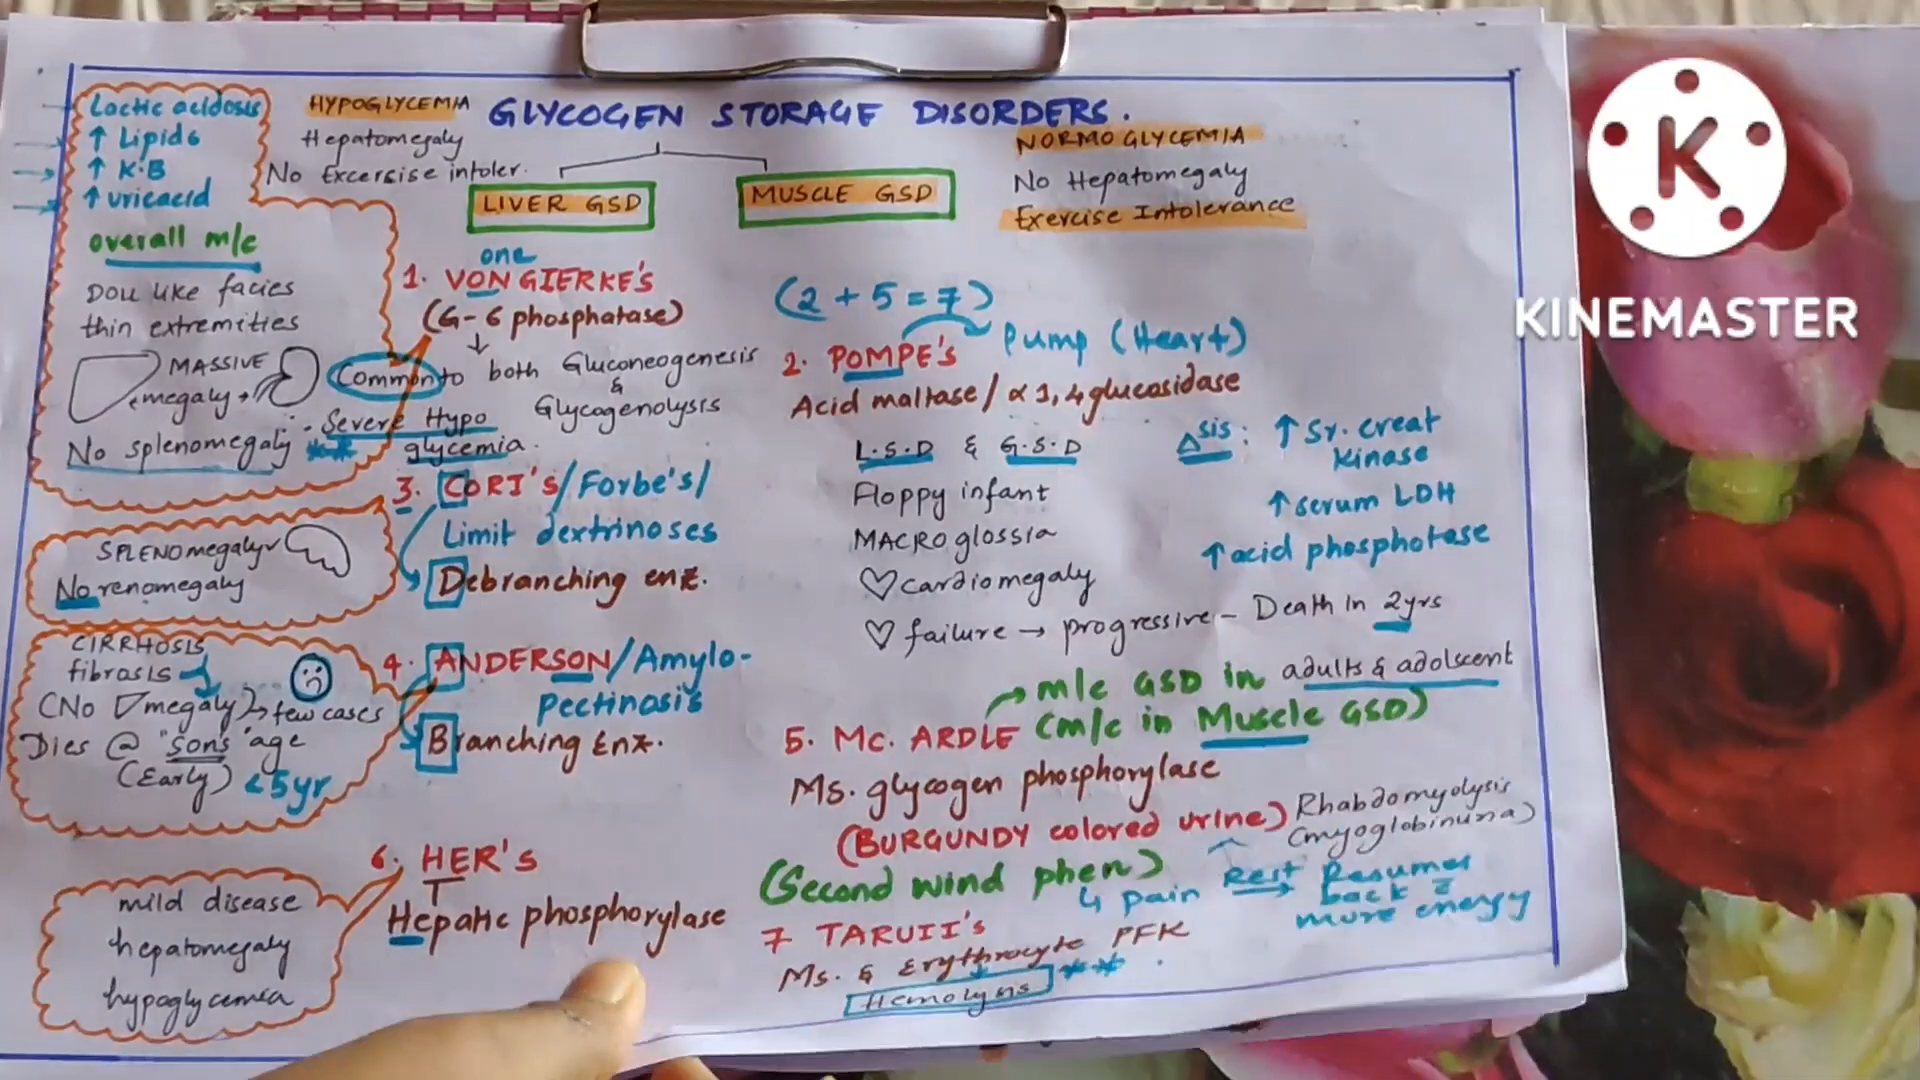 GLYCOGEN STORAGE DISORDERS.
HYPOGLYCEMIA
Hepatomegaly
No Excersise intoler.
LIVER GSD
MUSCLE GSD
NORMOGLYCEMIA
No Hepatomegaly
Exercise Intolerance
Lactic acidosis
↑ Lipids
↑ K.B
↑ uricacid
overall m/c
Doll like facies
thin extremities
MASSIVE
megaly
No splenomegaly
one
1. VON GIERKE'S
(G-6 phosphatase)
↓
Common to both Gluconeogenesis
&
Glycogenolysis
∴ Severe Hypo
glycemia.
3. CORI'S/Forbe's/
Limit dextrinoses
Debranching enz.
SPLENomegaly
No renomegaly
4. ANDERSON/Amylo-
Pectinosis
Branching Enz.
CIRRHOSIS
fibrosis
(No megaly)→ few cases
Dies @ "son's" age
(Early) <5yr
6. HER'S
Hepatic phosphorylase
mild disease
hepatomegaly
hypoglycemia
(2 + 5 = 7)
2. POMPE'S Pump (Heart)
Acid maltase/α 1,4 glucosidase
L.S.D & G.S.D
Floppy infant
MACROglossia
♡ cardiomegaly
♡ failure → progressive – Death in 2yrs
Δsis: ↑ Sr. creat
kinase
↑ serum LDH
↑ acid phosphotase
m/c GSD in adults & adolscent
5. Mc. ARDLE (m/c in Muscle GSD)
Ms. glycogen phosphorylase
(BURGUNDY colored urine) Rhabdomyolysis
(myoglobinuria)
(Second wind phen)
↳ pain Rest → Resumes
back c̄
more energy
7 TARUII'S
Ms. & Erythrocyte PFK
Hemolysis **
K
KINEMASTER